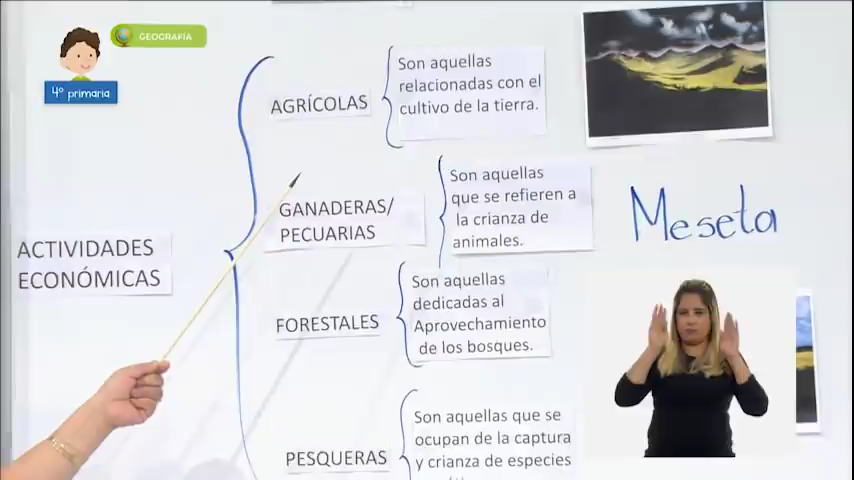 GEOGRAFÍA
4º primaria
ACTIVIDADES
ECONÓMICAS
AGRÍCOLAS
Son aquellas
relacionadas con el
cultivo de la tierra.
GANADERAS/
PECUARIAS
Son aquellas
que se refieren a
la crianza de
animales.
FORESTALES
Son aquellas
dedicadas al
Aprovechamiento
de los bosques.
PESQUERAS
Son aquellas que se
ocupan de la captura
y crianza de especies
Meseta